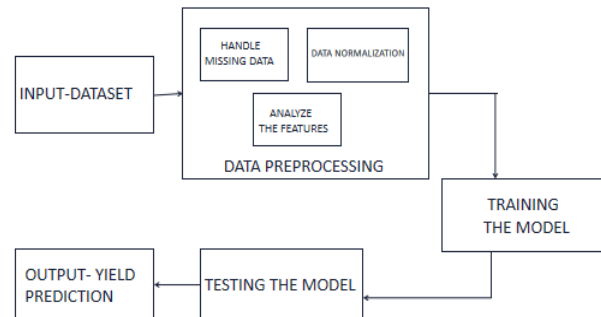 HANDLE
MISSING DATA
DATA NORMALIZATION
INPUT-DATASET
ANALYZE
THE FEATURES
DATA PREPROCESSING
TRAINING
THE MODEL
TESTING THE MODEL
OUTPUT- YIELD
PREDICTION